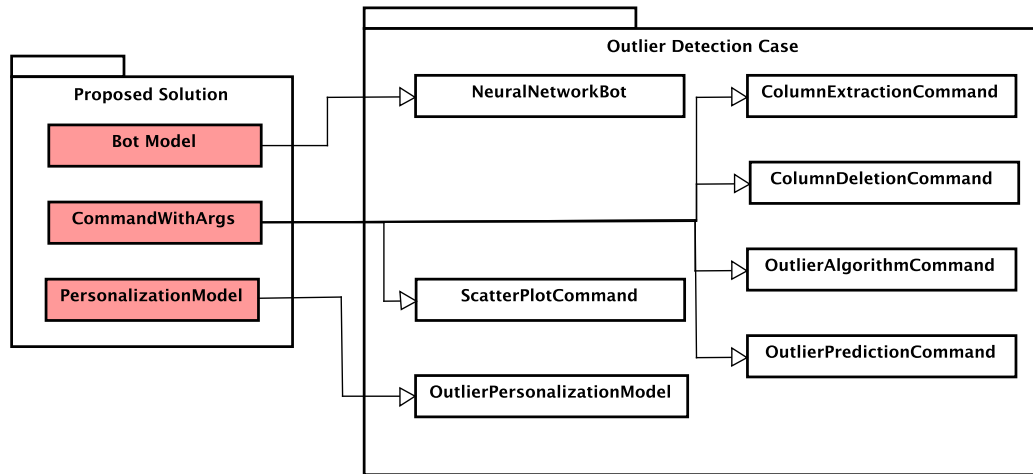 Proposed Solution
Bot Model
CommandWithArgs
PersonalizationModel
Outlier Detection Case
NeuralNetworkBot
ScatterPlotCommand
OutlierPersonalizationModel
ColumnExtractionCommand
ColumnDeletionCommand
OutlierAlgorithmCommand
OutlierPredictionCommand